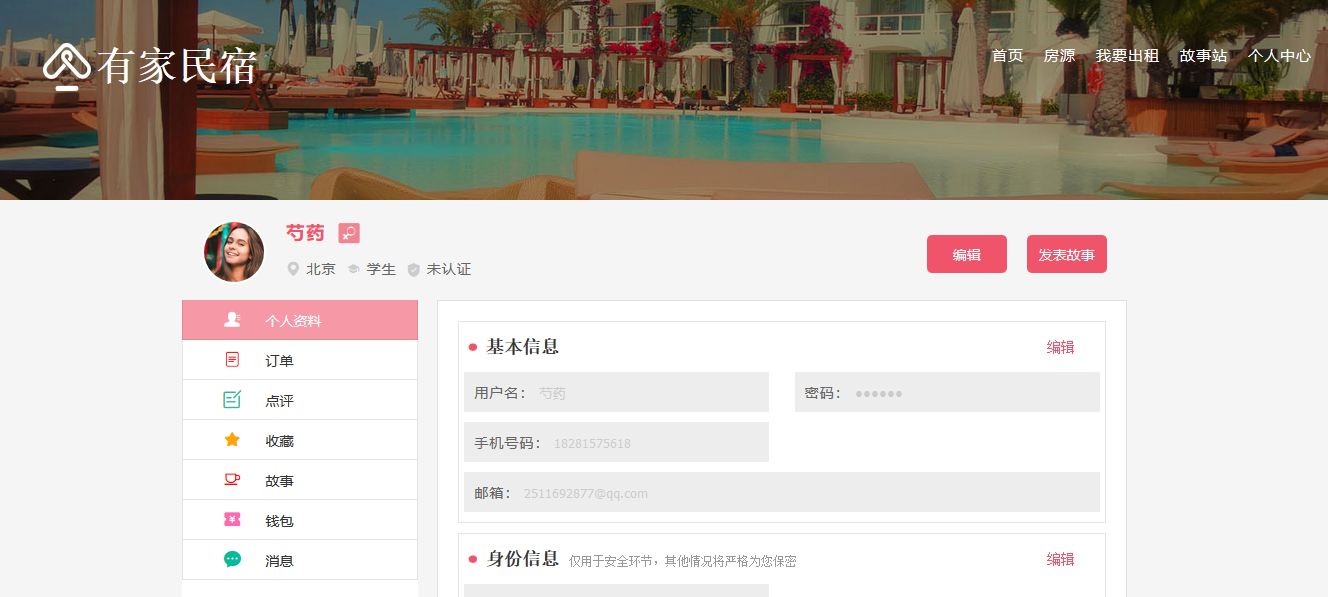 有家民宿
首页 房源 我要出租 故事站 个人中心
芍药
北京 学生 未认证
编辑 发表故事
个人资料
订单
点评
收藏
故事
钱包
消息
基本信息 编辑
用户名： 芍药 密码： ●●●●●●
手机号码： 18281575618
邮箱： 2511692877@qq.com
身份信息 仅用于安全环节，其他情况将严格为您保密 编辑